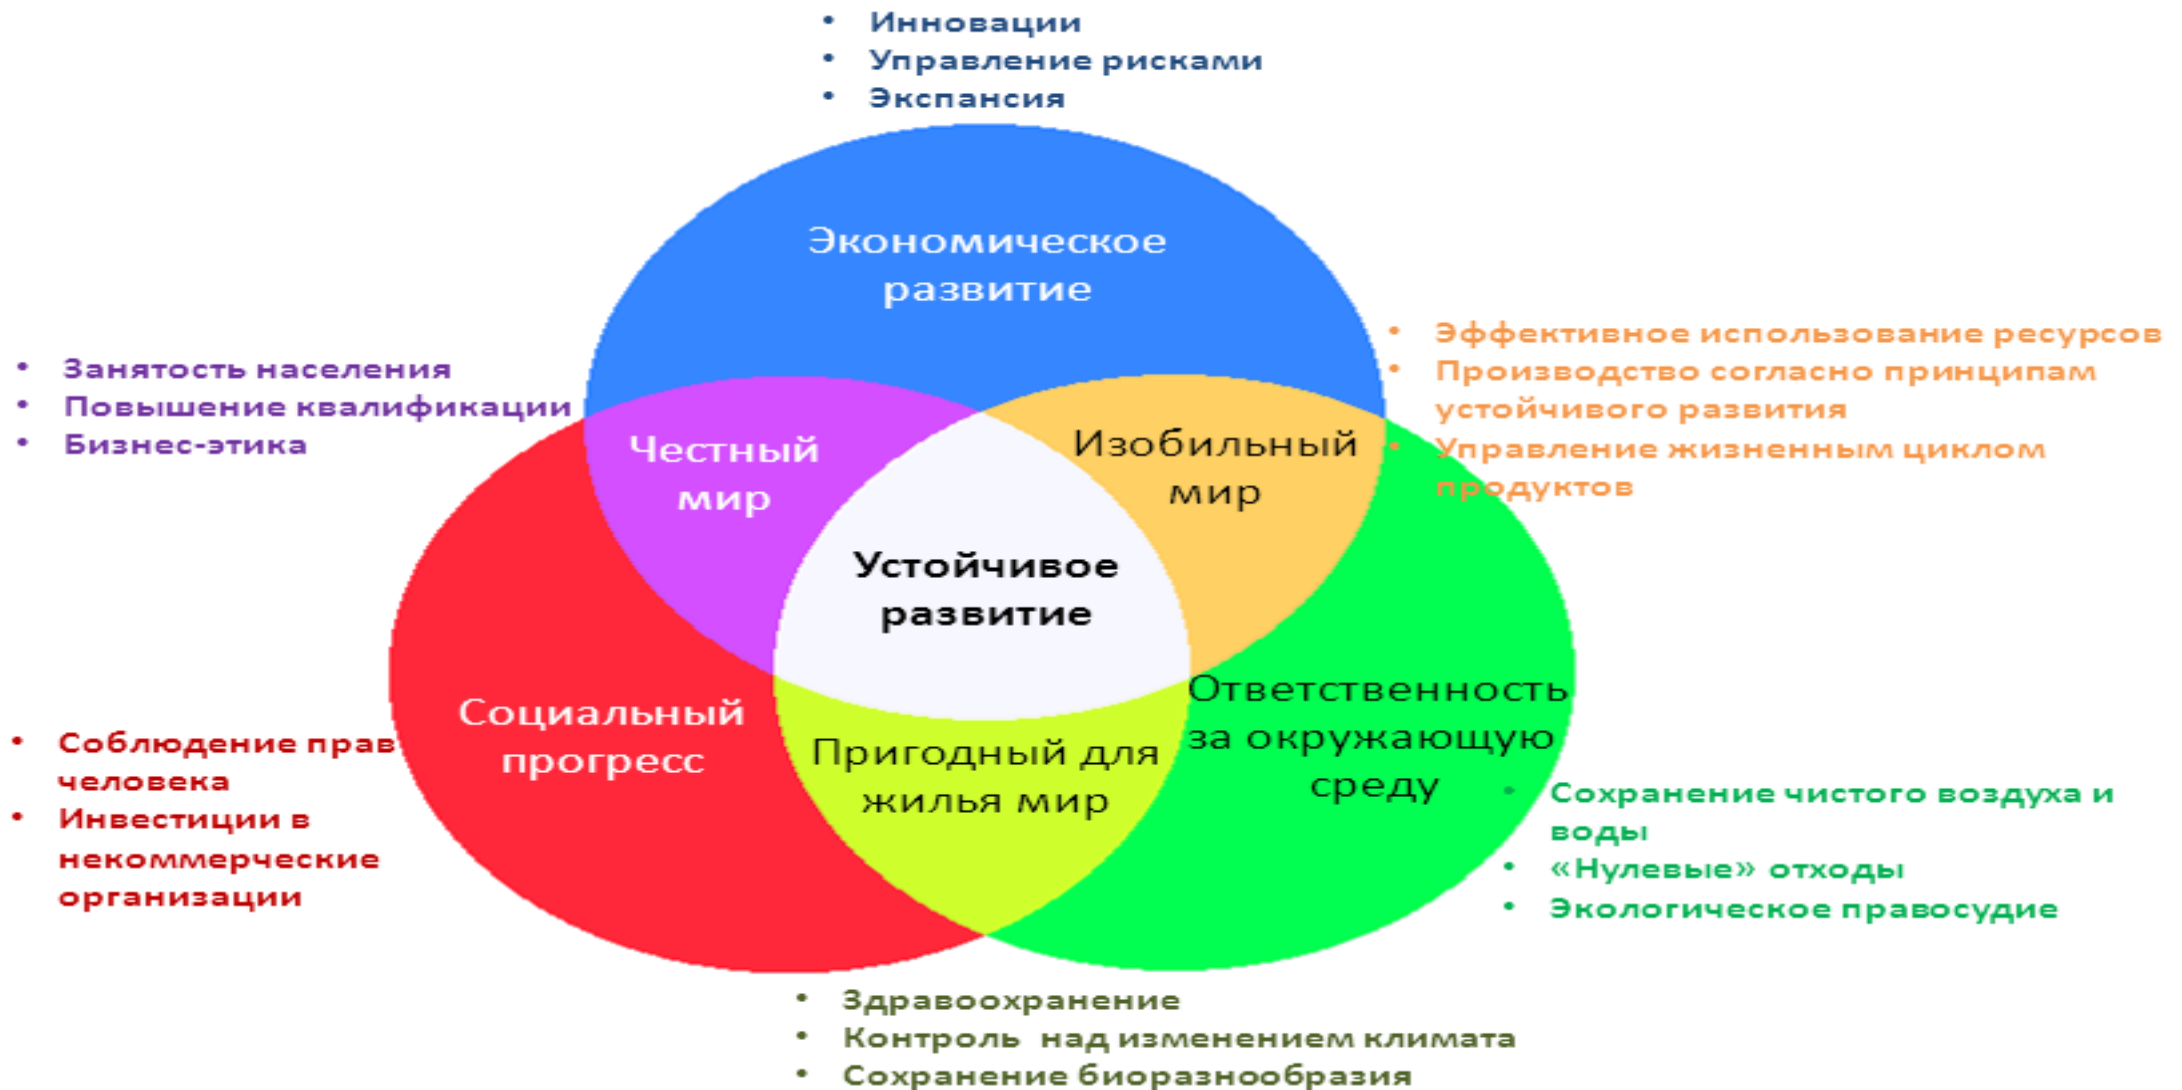 • Инновации
• Управление рисками
• Экспансия
Экономическое
развитие
• Занятость населения
• Повышение квалификации
• Бизнес-этика
• Эффективное использование ресурсов
• Производство согласно принципам
устойчивого развития
• Управление жизненным циклом
продуктов
Честный
мир
Изобильный
мир
Устойчивое
развитие
Социальный
прогресс
Пригодный для
жилья мир
Ответственность
за окружающую
среду
• Соблюдение прав
человека
• Инвестиции в
некоммерческие
организации
• Сохранение чистого воздуха и
воды
• «Нулевые» отходы
• Экологическое правосудие
• Здравоохранение
• Контроль  над изменением климата
• Сохранение биоразнообразия